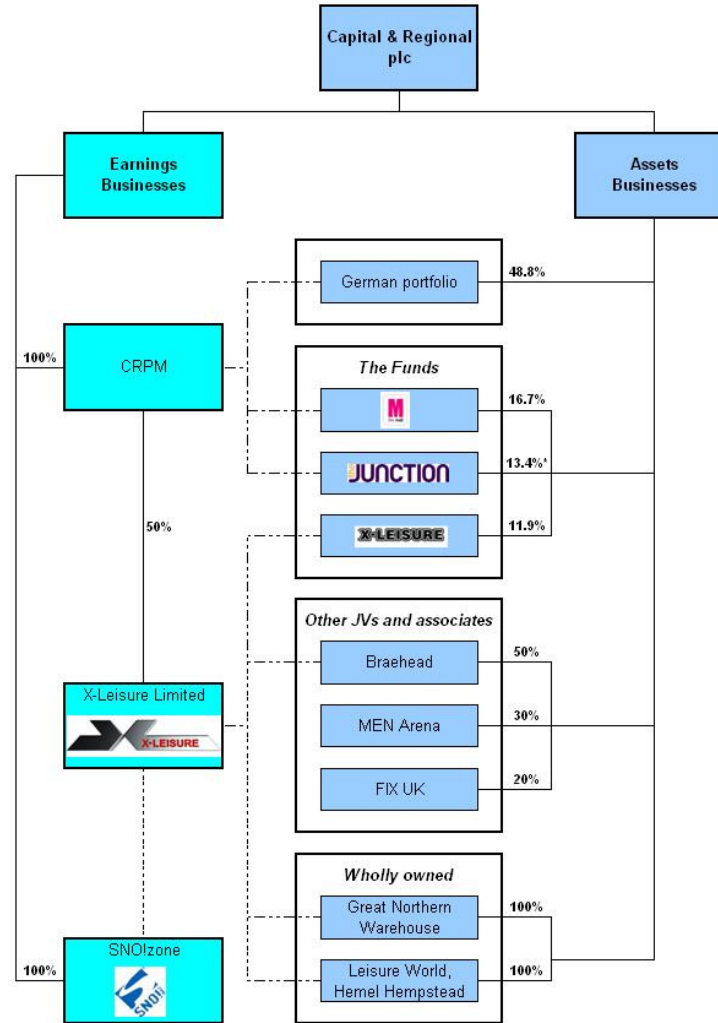 Capital & Regional
plc
Earnings
Businesses
Assets
Businesses
German portfolio
48.8%
100%
CRPM
The Funds
M
16.7%
JUNCTION
13.4%*
X-LEISURE
11.9%
50%
Other JVs and associates
Braehead
50%
X-Leisure Limited
X-LEISURE
MEN Arena
30%
FIX UK
20%
Wholly owned
Great Northern
Warehouse
100%
100%
SNO!zone
SNO!
Leisure World,
Hemel Hempstead
100%